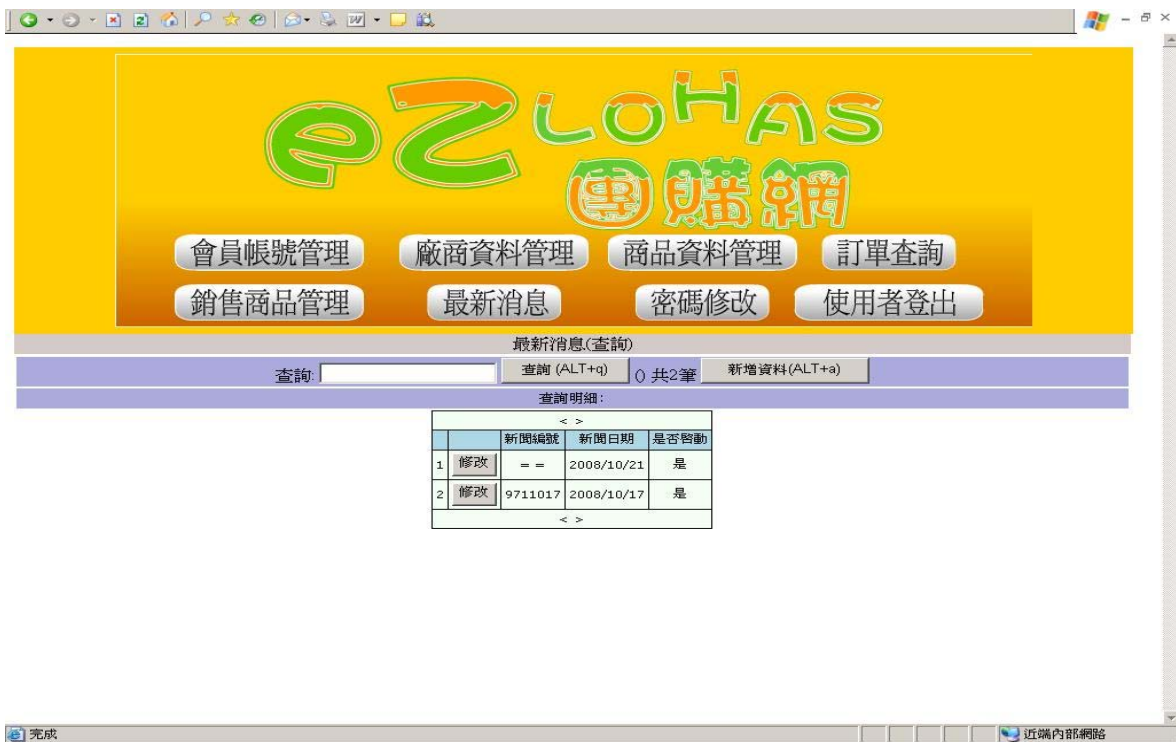 eZ LOHAS
團購網
會員帳號管理 廠商資料管理 商品資料管理 訂單查詢
銷售商品管理 最新消息 密碼修改 使用者登出
最新消息(查詢)
查詢: 查詢 (ALT+q) () 共2筆 新增資料(ALT+a)
查詢明細:
< >
新聞編號 新聞日期 是否啓動
1 修改 = = 2008/10/21 是
2 修改 9711017 2008/10/17 是
< >
完成 近端內部網路